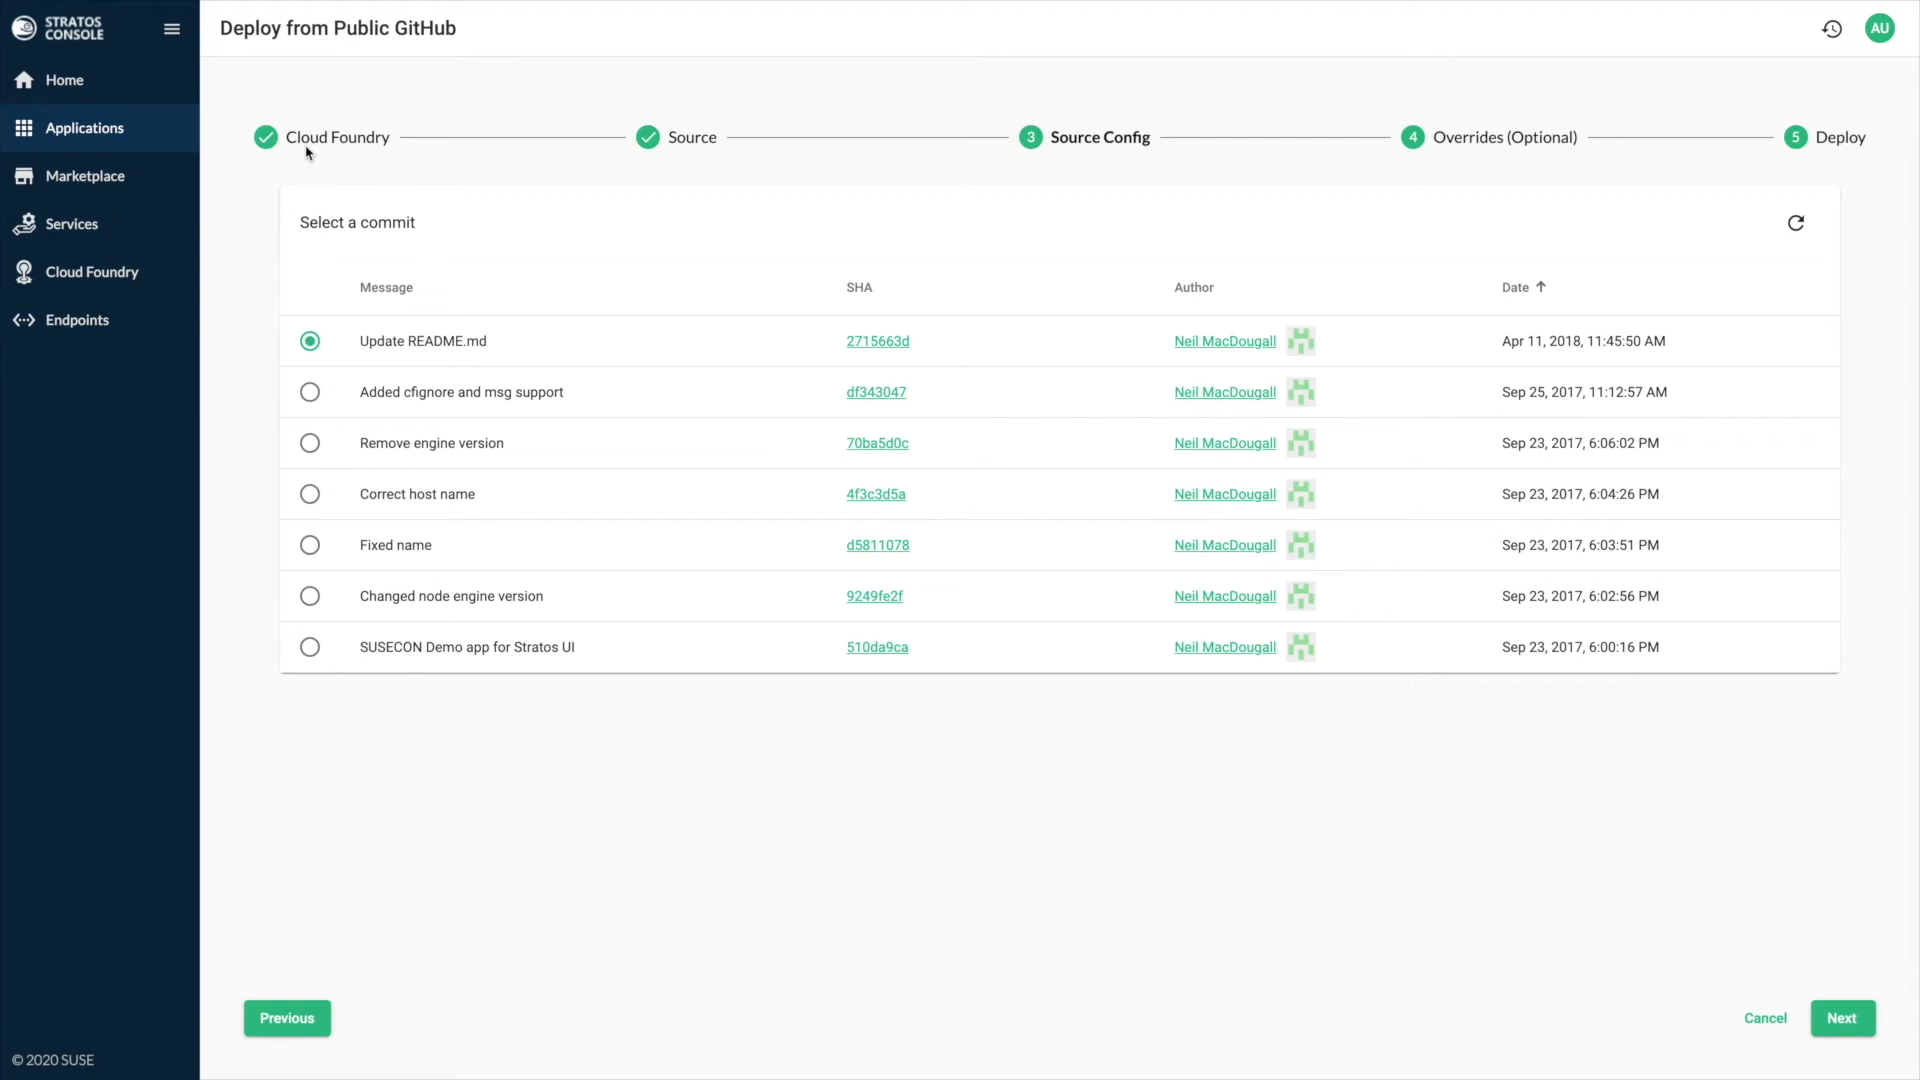 STRATOS
CONSOLE
Deploy from Public GitHub
AU
Home
Applications
Marketplace
Services
Cloud Foundry
Endpoints
Cloud Foundry
Source
3 Source Config
4 Overrides (Optional)
5 Deploy
Select a commit
Message SHA Author Date
Update README.md 2715663d Neil MacDougall Apr 11, 2018, 11:45:50 AM
Added cfignore and msg support df343047 Neil MacDougall Sep 25, 2017, 11:12:57 AM
Remove engine version 70ba5d0c Neil MacDougall Sep 23, 2017, 6:06:02 PM
Correct host name 4f3c3d5a Neil MacDougall Sep 23, 2017, 6:04:26 PM
Fixed name d5811078 Neil MacDougall Sep 23, 2017, 6:03:51 PM
Changed node engine version 9249fe2f Neil MacDougall Sep 23, 2017, 6:02:56 PM
SUSECON Demo app for Stratos UI 510da9ca Neil MacDougall Sep 23, 2017, 6:00:16 PM
Previous
Cancel
Next
© 2020 SUSE